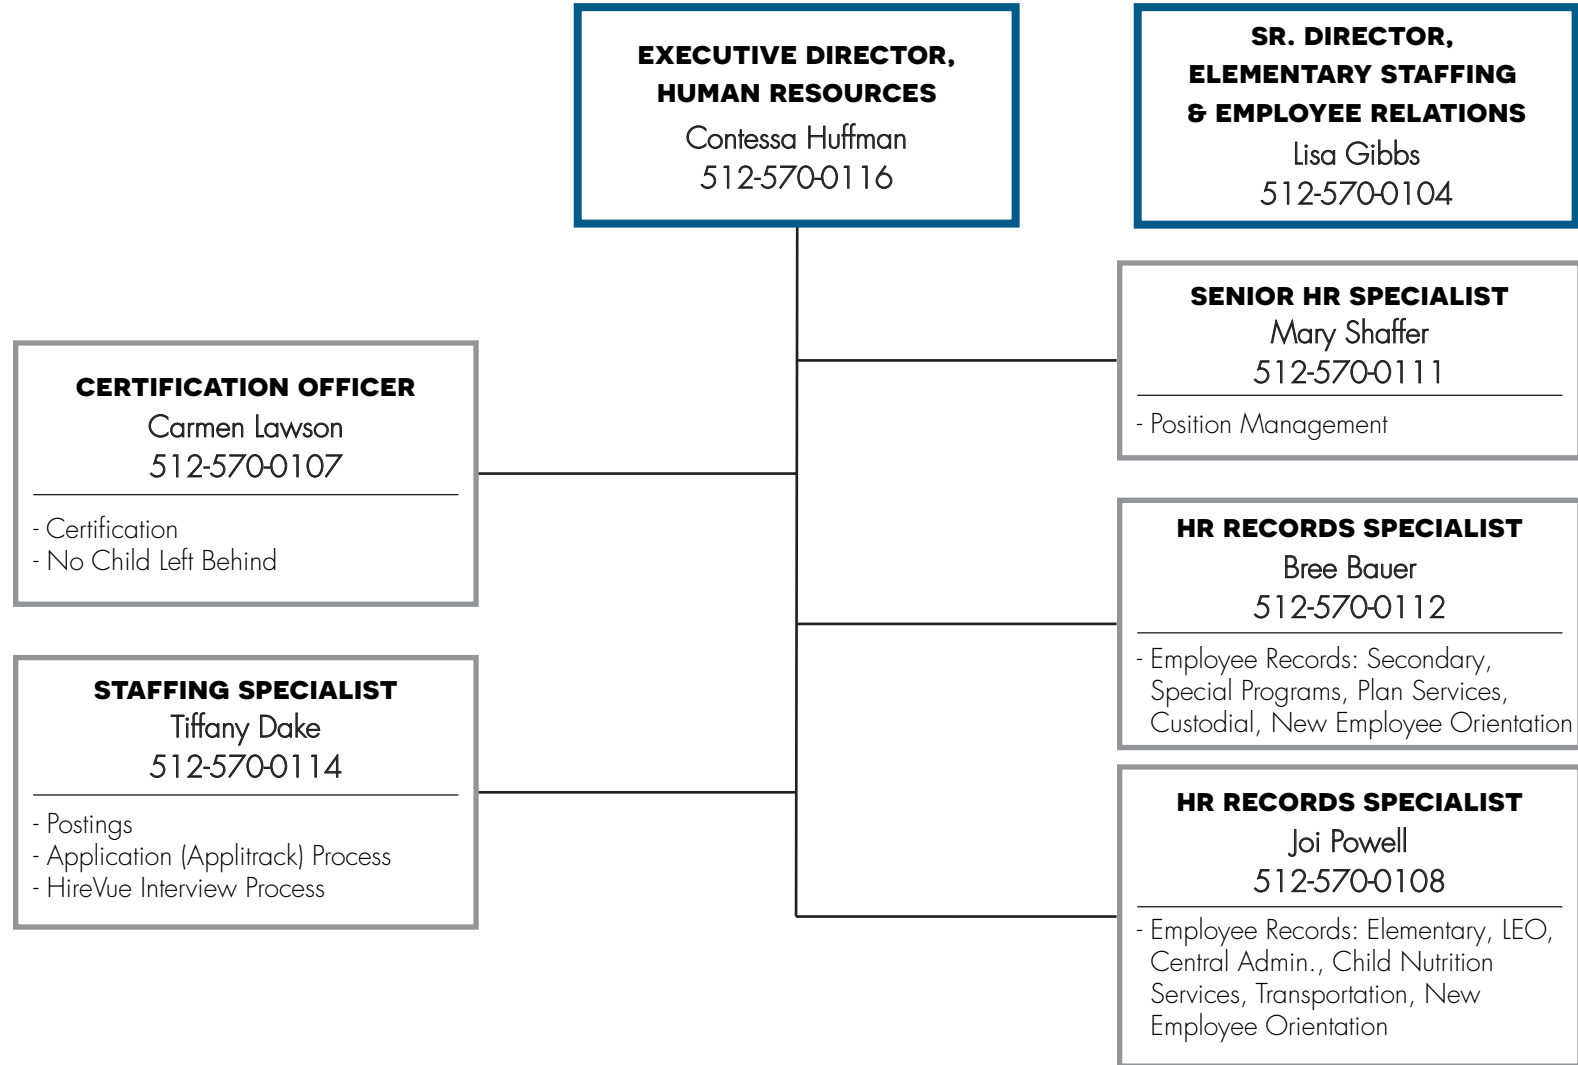 EXECUTIVE DIRECTOR,
HUMAN RESOURCES
Contessa Huffman
512-570-0116
SR. DIRECTOR,
ELEMENTARY STAFFING
& EMPLOYEE RELATIONS
Lisa Gibbs
512-570-0104
SENIOR HR SPECIALIST
Mary Shaffer
512-570-0111
- Position Management
CERTIFICATION OFFICER
Carmen Lawson
512-570-0107
- Certification
- No Child Left Behind
HR RECORDS SPECIALIST
Bree Bauer
512-570-0112
- Employee Records: Secondary,
Special Programs, Plan Services,
Custodial, New Employee Orientation
STAFFING SPECIALIST
Tiffany Dake
512-570-0114
- Postings
- Application (Applitrack) Process
- HireVue Interview Process
HR RECORDS SPECIALIST
Joi Powell
512-570-0108
- Employee Records: Elementary, LEO,
Central Admin., Child Nutrition
Services, Transportation, New
Employee Orientation